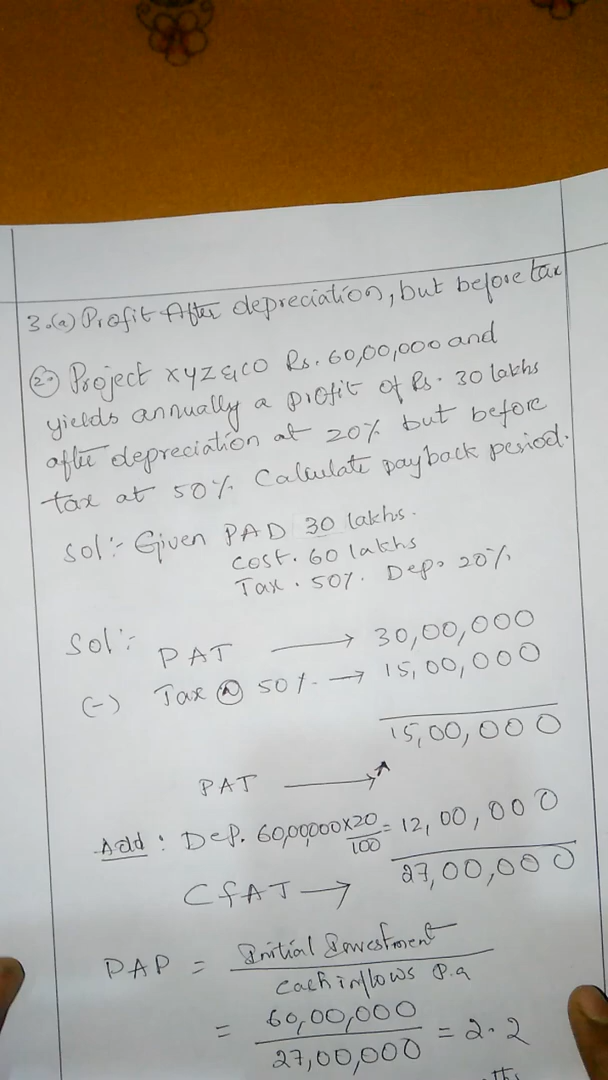 3.(a) Profit After depreciation, but before tax
(2) Project xyz & co Rs. 60,00,000 and
yields annually a profit of Rs. 30 lakhs
after depreciation at 20% but before
tax at 50% Calculate payback period.
Sol:- Given PAD 30 lakhs.
Cost. 60 lakhs
Tax. 50%. Dep. 20%
Sol:- PAT → 30,00,000
(-) Tax @ 50% → 15,00,000
15,00,000
PAT →
Add: Dep. 60,00,000×20/100 = 12,00,000
CfAT → 27,00,000
PAP = Initial Investment / Cash inflows P.a
= 60,00,000 / 27,00,000 = 2.2